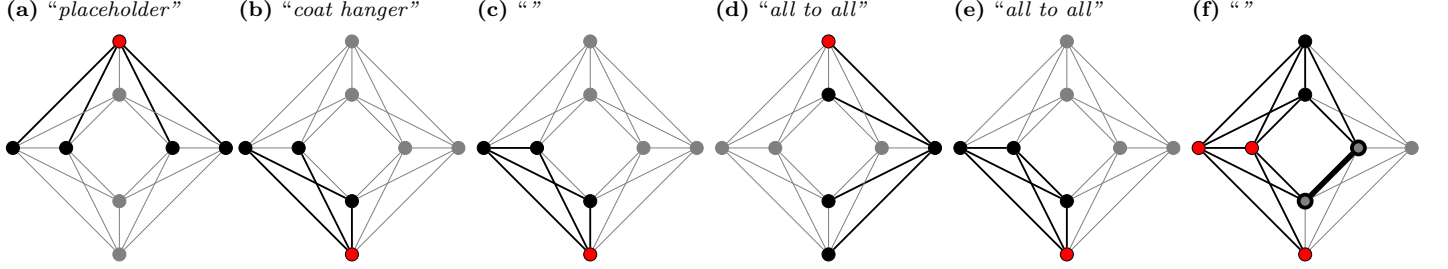 (a) “placeholder” (b) “coat hanger” (c) “” (d) “all to all” (e) “all to all” (f) “”